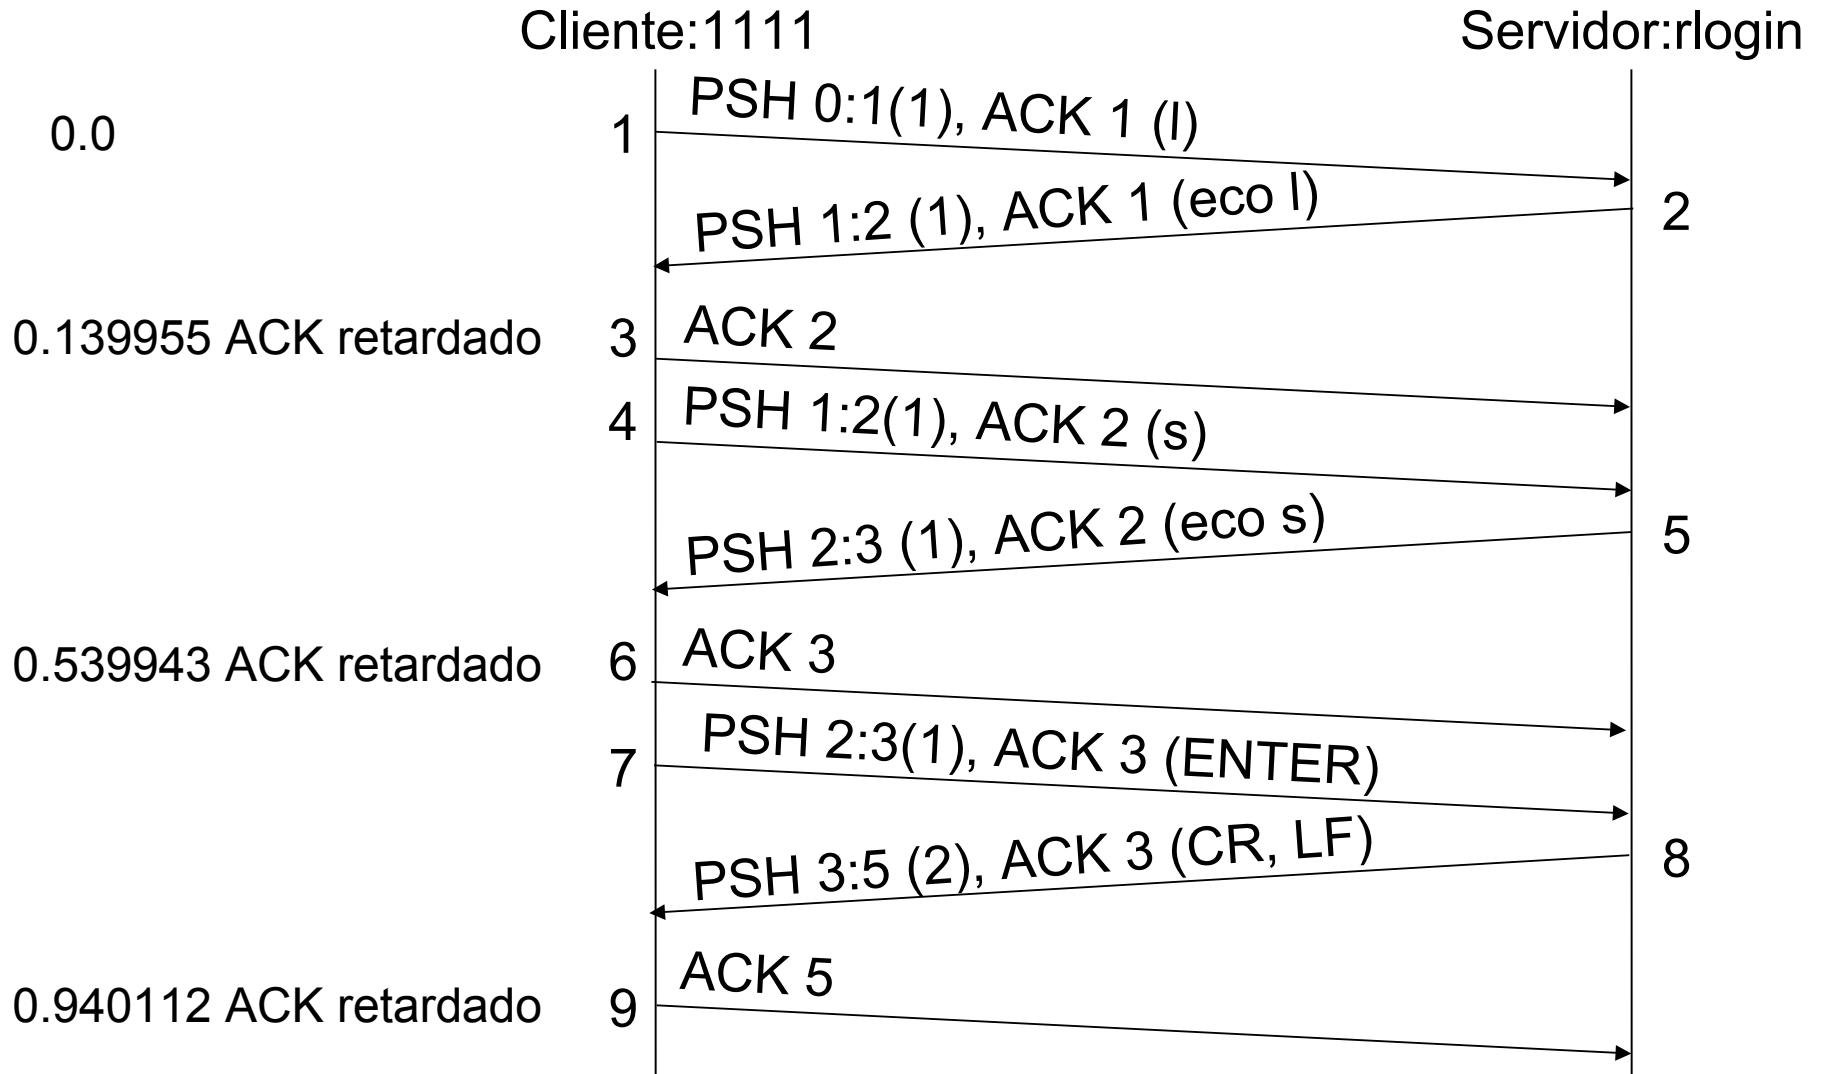 Cliente:1111
Servidor:rlogin
0.0
1
PSH 0:1(1), ACK 1 (l)
PSH 1:2 (1), ACK 1 (eco l)
2
0.139955 ACK retardado
3
ACK 2
4
PSH 1:2(1), ACK 2 (s)
PSH 2:3 (1), ACK 2 (eco s)
5
0.539943 ACK retardado
6
ACK 3
7
PSH 2:3(1), ACK 3 (ENTER)
PSH 3:5 (2), ACK 3 (CR, LF)
8
0.940112 ACK retardado
9
ACK 5